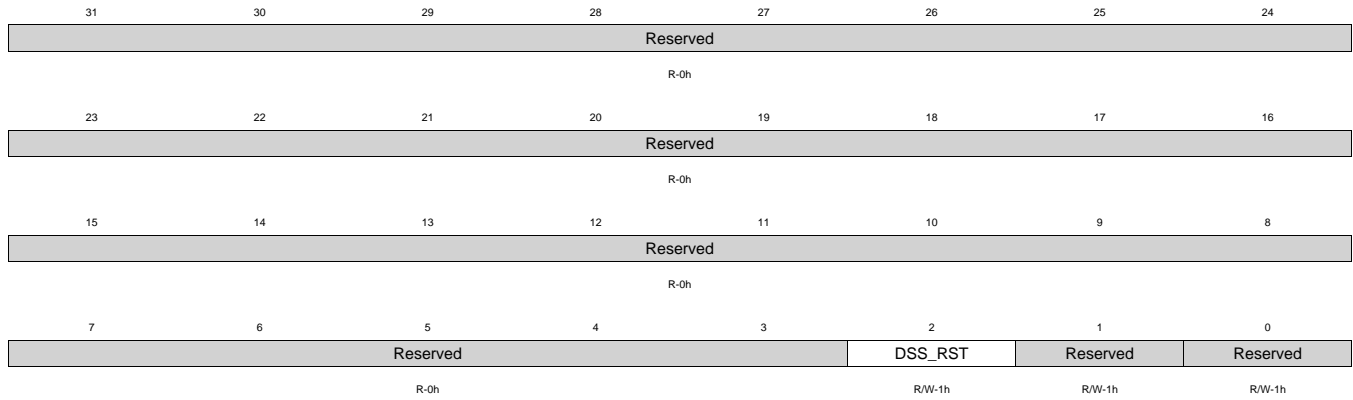 31 30 29 28 27 26 25 24
Reserved
R-0h
23 22 21 20 19 18 17 16
Reserved
R-0h
15 14 13 12 11 10 9 8
Reserved
R-0h
7 6 5 4 3 2 1 0
Reserved DSS_RST Reserved Reserved
R-0h R/W-1h R/W-1h R/W-1h